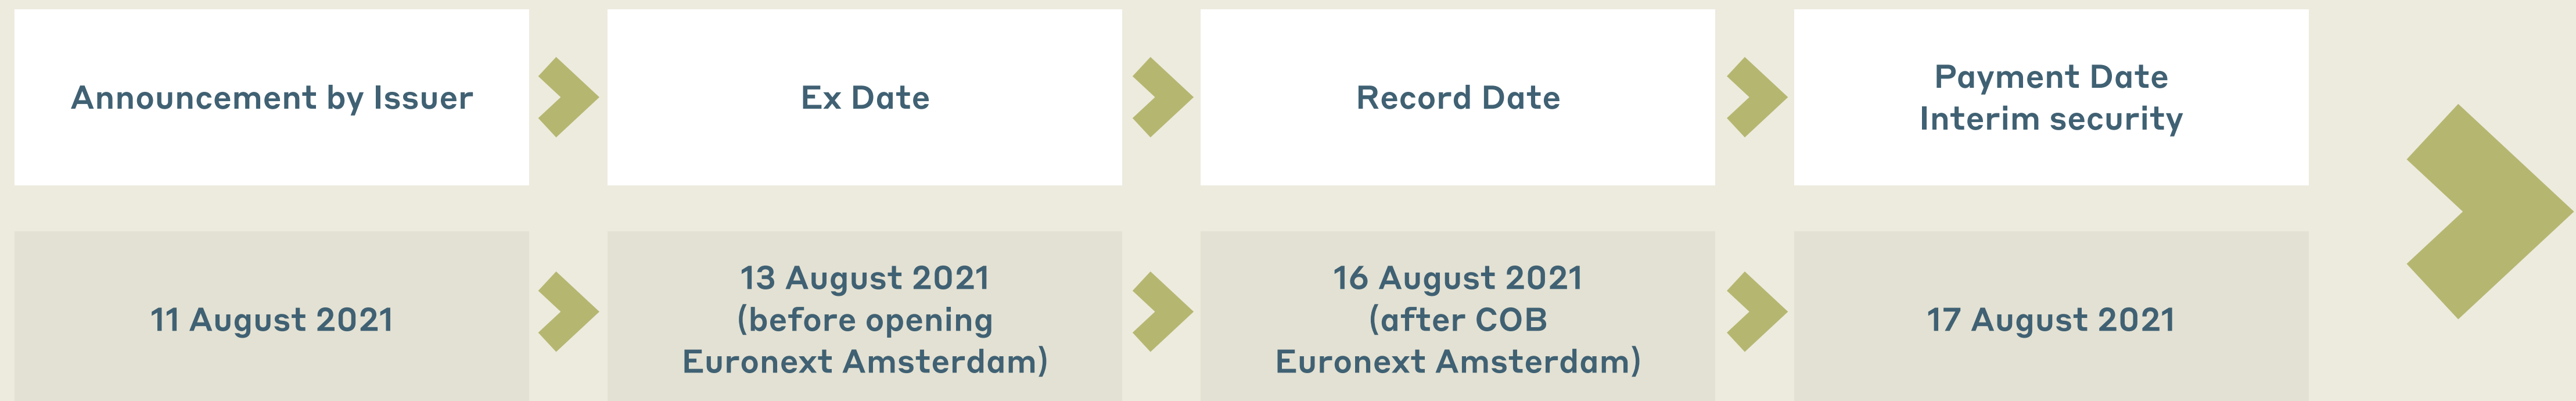 Announcement by Issuer
Ex Date
Record Date
Payment Date
Interim security
11 August 2021
13 August 2021
(before opening
Euronext Amsterdam)
16 August 2021
(after COB
Euronext Amsterdam)
17 August 2021